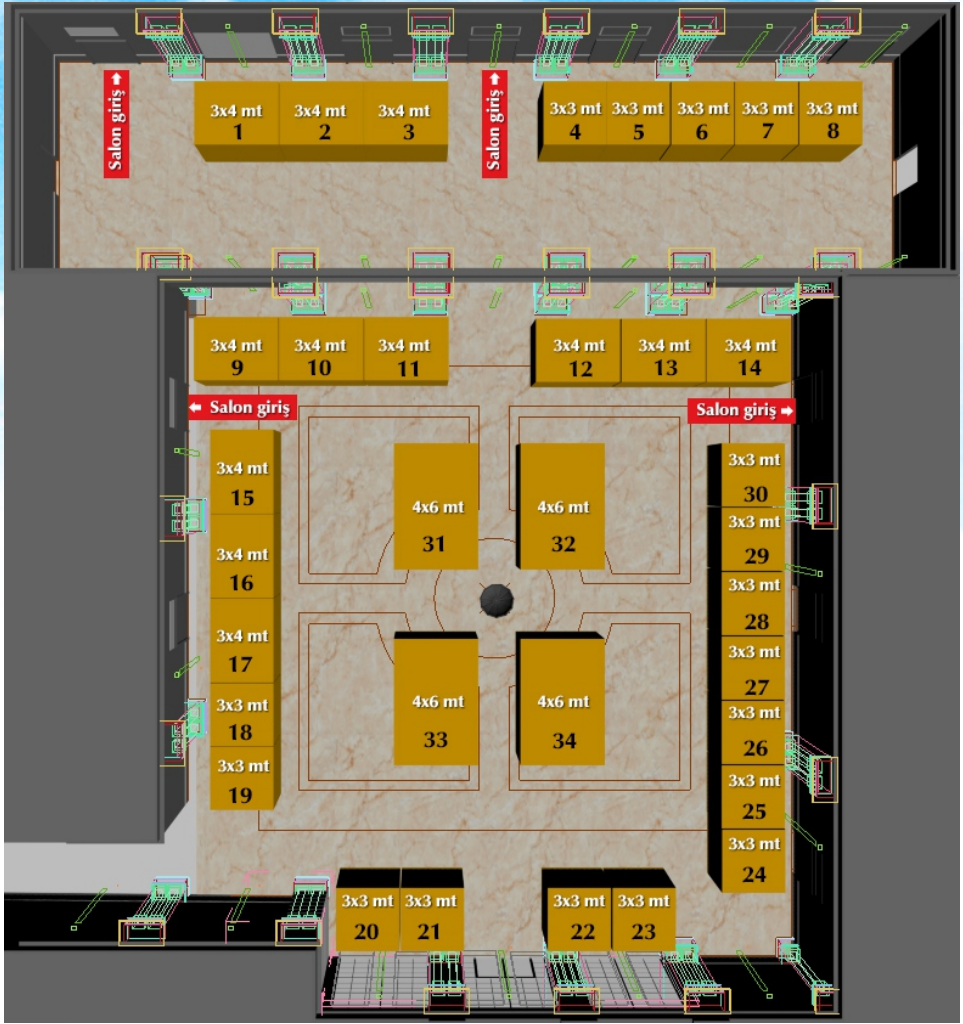 3x4 mt
1
3x4 mt
2
3x4 mt
3
3x3 mt
4
3x3 mt
5
3x3 mt
6
3x3 mt
7
3x3 mt
8
Salon giriş
Salon giriş
3x4 mt
9
3x4 mt
10
3x4 mt
11
3x4 mt
12
3x4 mt
13
3x4 mt
14
Salon giriş
Salon giriş
3x4 mt
15
3x4 mt
16
3x4 mt
17
3x3 mt
18
3x3 mt
19
4x6 mt
31
4x6 mt
32
4x6 mt
33
4x6 mt
34
3x3 mt
30
3x3 mt
29
3x3 mt
28
3x3 mt
27
3x3 mt
26
3x3 mt
25
3x3 mt
24
3x3 mt
20
3x3 mt
21
3x3 mt
22
3x3 mt
23